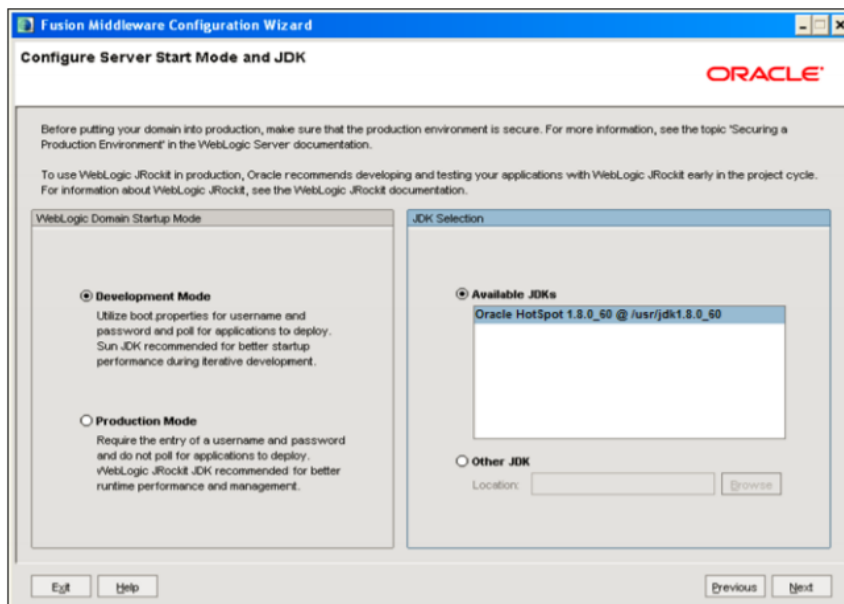 Fusion Middleware Configuration Wizard
Configure Server Start Mode and JDK
ORACLE
Before putting your domain into production, make sure that the production environment is secure. For more information, see the topic 'Securing a
Production Environment' in the WebLogic Server documentation.
To use WebLogic JRockit in production, Oracle recommends developing and testing your applications with WebLogic JRockit early in the project cycle.
For information about WebLogic JRockit, see the WebLogic JRockit documentation.
WebLogic Domain Startup Mode
Development Mode
Utilize boot.properties for username and
password and poll for applications to deploy.
Sun JDK recommended for better startup
performance during iterative development.
Production Mode
Require the entry of a username and password
and do not poll for applications to deploy.
WebLogic JRockit JDK recommended for better
runtime performance and management.
JDK Selection
Available JDKs
Oracle HotSpot 1.8.0_60 @ /usr/jdk1.8.0_60
Other JDK
Location:
Browse
Exit
Help
Previous
Next